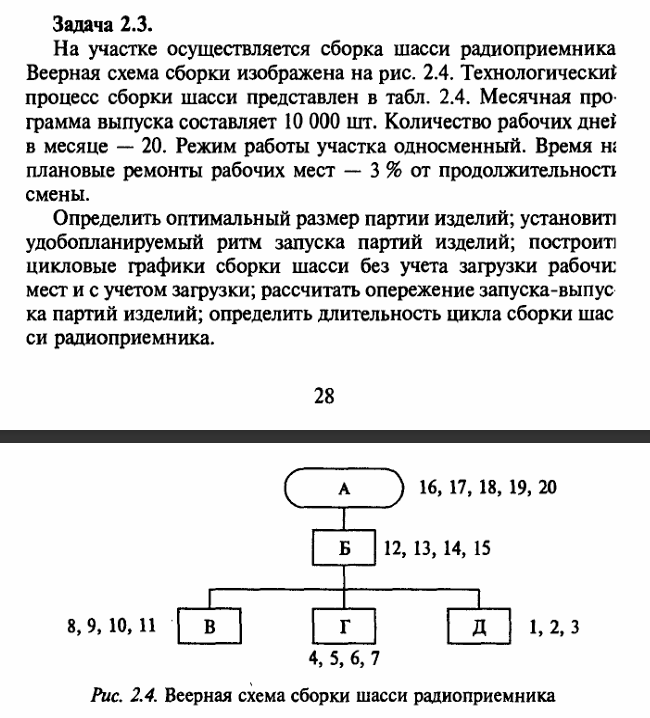 Задача 2.3.
На участке осуществляется сборка шасси радиоприемника
Веерная схема сборки изображена на рис. 2.4. Технологический
процесс сборки шасси представлен в табл. 2.4. Месячная про-
грамма выпуска составляет 10 000 шт. Количество рабочих дней
в месяце — 20. Режим работы участка односменный. Время на
плановые ремонты рабочих мест — 3 % от продолжительности
смены.
Определить оптимальный размер партии изделий; установить
удобопланируемый ритм запуска партий изделий; построить
цикловые графики сборки шасси без учета загрузки рабочих
мест и с учетом загрузки; рассчитать опережение запуска-выпус
ка партий изделий; определить длительность цикла сборки шас
си радиоприемника.
28
А 16, 17, 18, 19, 20
Б 12, 13, 14, 15
8, 9, 10, 11 В Г Д 1, 2, 3
4, 5, 6, 7
Рис. 2.4. Веерная схема сборки шасси радиоприемника